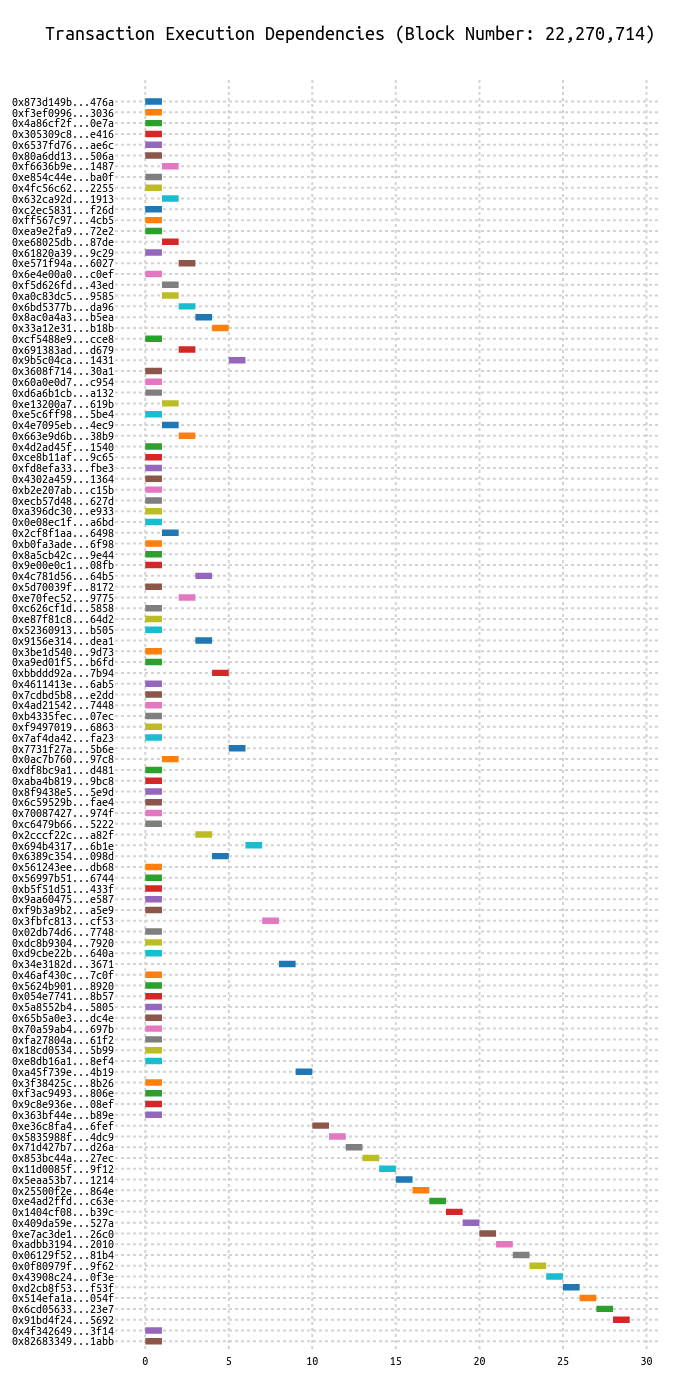 Transaction Execution Dependencies (Block Number: 22,270,714)
0x873d149b...476a
0xf3ef0996...3036
0x4a86cf2f...0e7a
0x305309c8...e416
0x6537fd76...ae6c
0x80a6dd13...506a
0xf6636b9e...1487
0xe854c44e...ba0f
0x4fc56c62...2255
0x632ca92d...1913
0xc2ec5831...f26d
0xff567c97...4cb5
0xea9e2fa9...72e2
0xe68025db...87de
0x61820a39...9c29
0xe571f94a...6027
0x6e4e00a0...c0ef
0xf5d626fd...43ed
0xa0c83dc5...9585
0x6bd5377b...da96
0x8ac0a4a3...b5ea
0x33a12e31...b18b
0xcf5488e9...cce8
0x691383ad...d679
0x9b5c04ca...1431
0x3608f714...30a1
0x60a0e0d7...c954
0xd6a6b1cb...a132
0xe13200a7...619b
0xe5c6ff98...5be4
0x4e7095eb...4ec9
0x663e9d6b...38b9
0x4d2ad45f...1540
0xce8b11af...9c65
0xfd8efa33...fbe3
0x4302a459...1364
0xb2e207ab...c15b
0xecb57d48...627d
0xa396dc30...e933
0x0e08ec1f...a6bd
0x2cf8f1aa...6498
0xb0fa3ade...6f98
0x8a5cb42c...9e44
0x9e00e0c1...08fb
0x4c781d56...64b5
0x5d70039f...8172
0xe70fec52...9775
0xc626cf1d...5858
0xe87f81c8...64d2
0x52360913...b505
0x9156e314...dea1
0x3be1d540...9d73
0xa9ed01f5...b6fd
0xbbddd92a...7b94
0x4611413e...6ab5
0x7cdbd5b8...e2dd
0x4ad21542...7448
0xb4335fec...07ec
0xf9497019...6863
0x7af4da42...fa23
0x7731f27a...5b6e
0x0ac7b760...97c8
0xdf8bc9a1...d481
0xaba4b819...9bc8
0x8f9438e5...5e9d
0x6c59529b...fae4
0x70087427...974f
0xc6479b66...5222
0x2cccf22c...a82f
0x694b4317...6b1e
0x6389c354...098d
0x561243ee...db68
0x56997b51...6744
0xb5f51d51...433f
0x9aa60475...e587
0xf9b3a9b2...a5e9
0x3fbfc813...cf53
0x02db74d6...7748
0xdc8b9304...7920
0xd9cbe22b...640a
0x34e3182d...3671
0x46af430c...7c0f
0x5624b901...8920
0x054e7741...8b57
0x5a8552b4...5805
0x65b5a0e3...dc4e
0x70a59ab4...697b
0xfa27804a...61f2
0x18cd0534...5b99
0xe8db16a1...8ef4
0xa45f739e...4b19
0x3f38425c...8b26
0xf3ac9493...806e
0x9c8e936e...08ef
0x363bf44e...b89e
0xe36c8fa4...6fef
0x5835988f...4dc9
0x71d427b7...d26a
0x853bc44a...27ec
0x11d0085f...9f12
0x5eaa53b7...1214
0x25500f2e...864e
0xe4ad2ffd...c63e
0x1404cf08...b39c
0x409da59e...527a
0xe7ac3de1...26c0
0xadbb3194...2010
0x06129f52...81b4
0x0f80979f...9f62
0x43908c24...0f3e
0xd2cb8f53...f53f
0x514efa1a...054f
0x6cd05633...23e7
0x91bd4f24...5692
0x4f342649...3f14
0x82683349...1abb
0 5 10 15 20 25 30